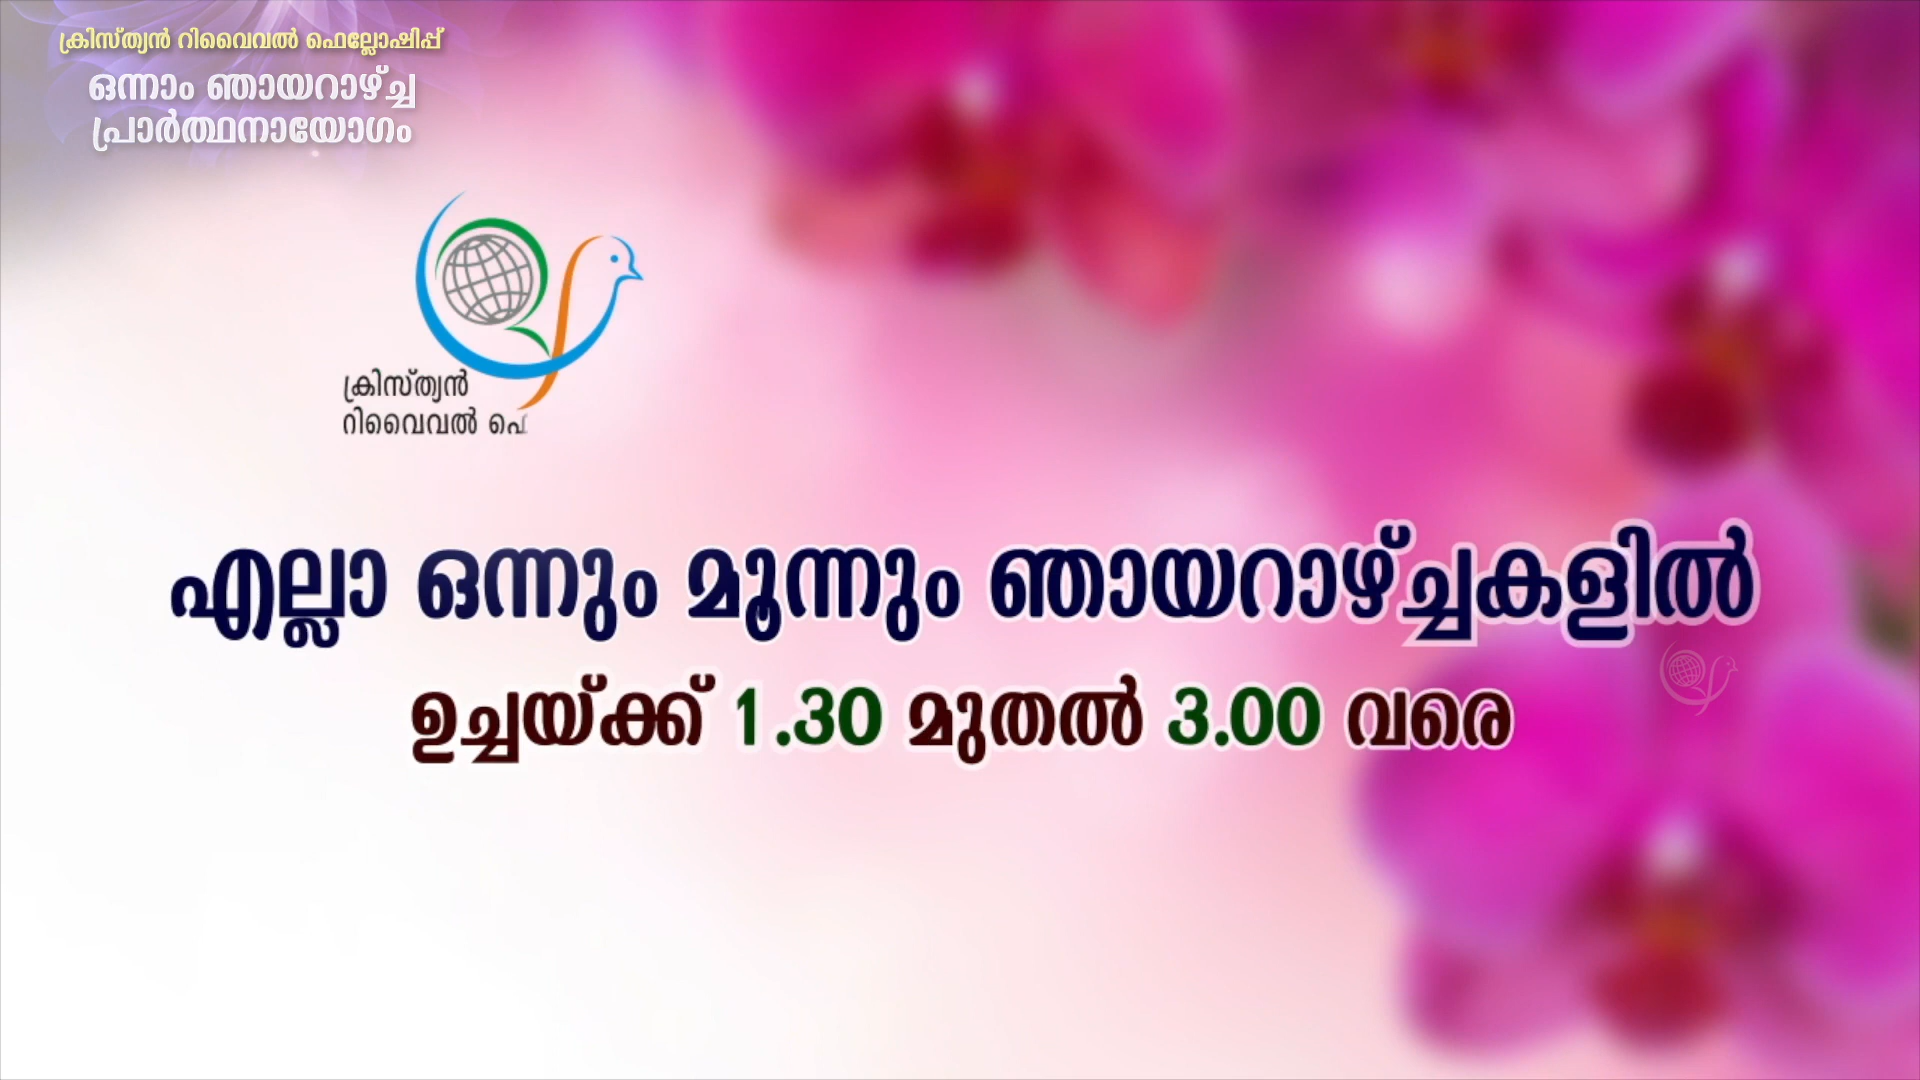 ക്രിസ്ത്യൻ റിവൈവൽ ഫെല്ലോഷിപ്പ്
ഒന്നാം ഞായറാഴ്ച്ച
പ്രാർത്ഥനായോഗം
ക്രിസ്ത്യൻ
റിവൈവൽ
എല്ലാ ഒന്നും മൂന്നും ഞായറാഴ്ച്ചകളിൽ
ഉച്ചയ്ക്ക് 1.30 മുതൽ 3.00 വരെ